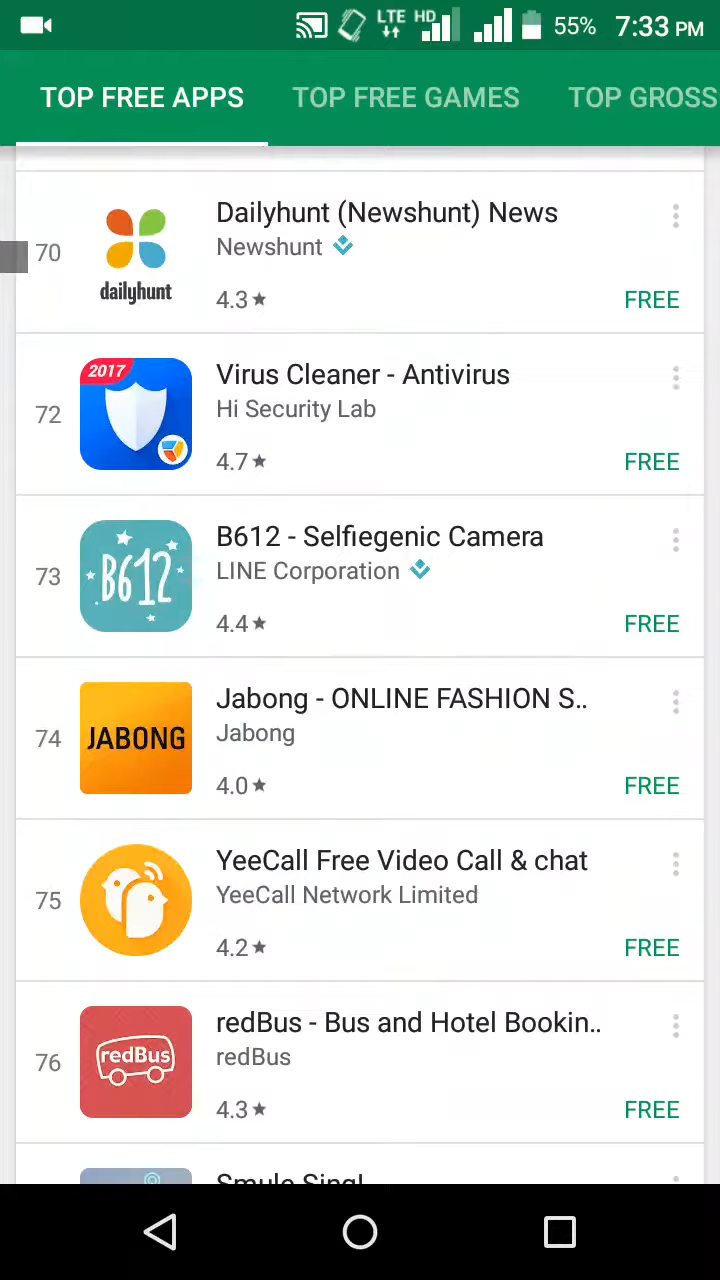 LTE HD 55% 7:33 PM
TOP FREE APPS TOP FREE GAMES TOP GROSS
70
dailyhunt
Dailyhunt (Newshunt) News
Newshunt
4.3★ FREE
72
2017
Virus Cleaner - Antivirus
Hi Security Lab
4.7★ FREE
73
B612
B612 - Selfiegenic Camera
LINE Corporation
4.4★ FREE
74
JABONG
Jabong - ONLINE FASHION S..
Jabong
4.0★ FREE
75
YeeCall Free Video Call & chat
YeeCall Network Limited
4.2★ FREE
76
redBus
redBus - Bus and Hotel Bookin..
redBus
4.3★ FREE
Smule Sing!